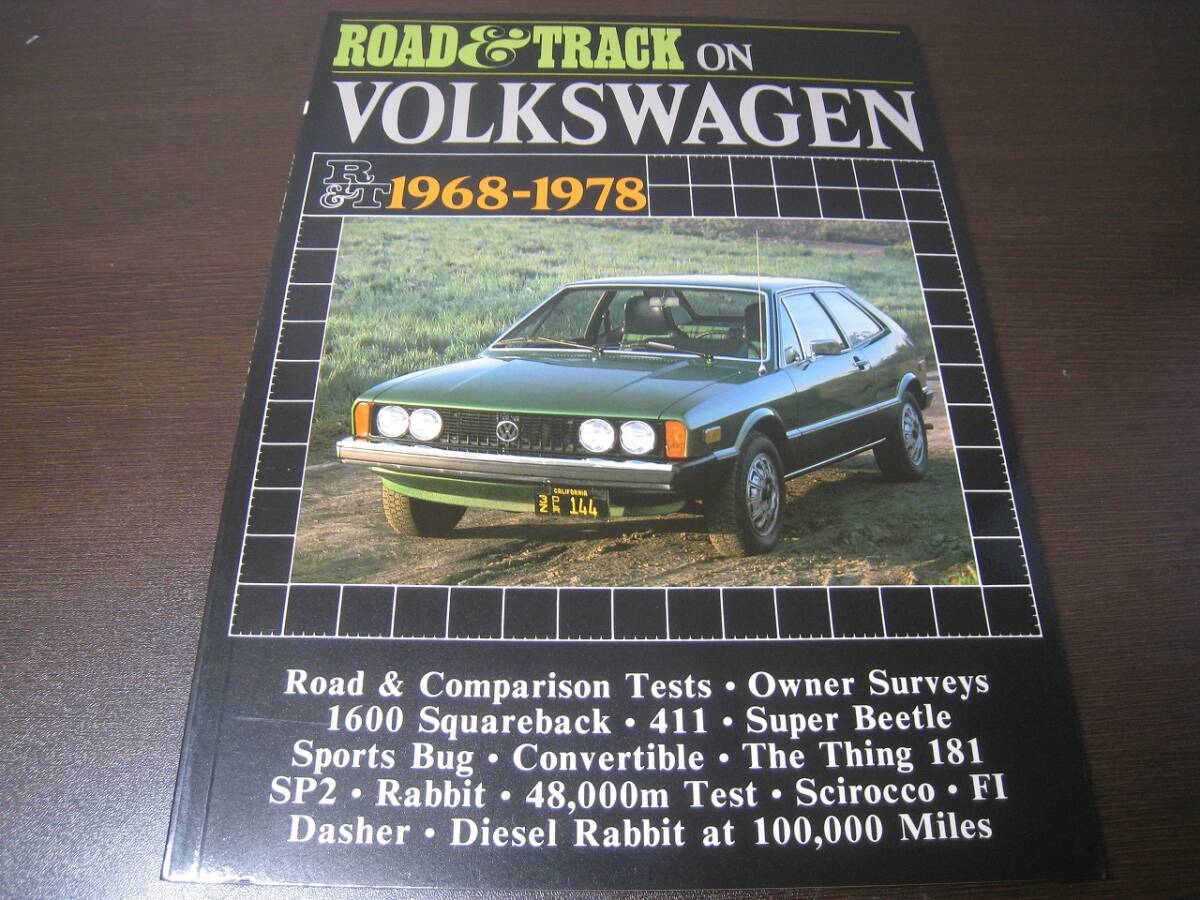 ROAD & TRACK ON
VOLKSWAGEN
R&T 1968-1978
CALIFORNIA
144
Road & Comparison Tests • Owner Surveys
1600 Squareback • 411 • Super Beetle
Sports Bug • Convertible • The Thing 181
SP2 • Rabbit • 48,000m Test • Scirocco • FI
Dasher • Diesel Rabbit at 100,000 Miles